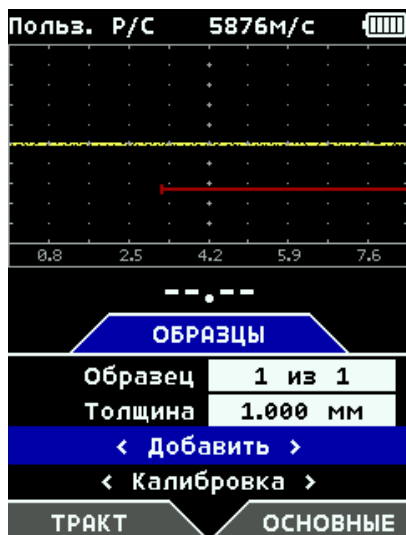 Польз. Р/С 5876м/с
0.8 2.5 4.2 5.9 7.6
--.--
ОБРАЗЦЫ
Образец 1 из 1
Толщина 1.000 мм
< Добавить >
< Калибровка >
ТРАКТ ОСНОВНЫЕ